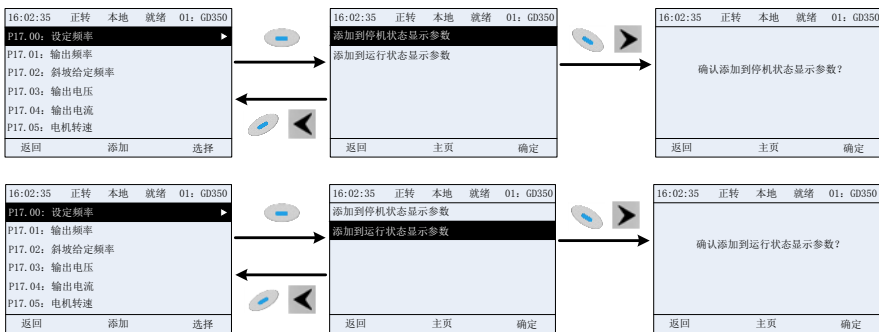 16:02:35 正转 本地 就绪 01：GD350
P17.00：设定频率
P17.01：输出频率
P17.02：斜坡给定频率
P17.03：输出电压
P17.04：输出电流
P17.05：电机转速
返回 添加 选择
16:02:35 正转 本地 就绪 01：GD350
添加到停机状态显示参数
添加到运行状态显示参数
返回 主页 确定
16:02:35 正转 本地 就绪 01：GD350
确认添加到停机状态显示参数？
返回 主页 确定
16:02:35 正转 本地 就绪 01：GD350
P17.00：设定频率
P17.01：输出频率
P17.02：斜坡给定频率
P17.03：输出电压
P17.04：输出电流
P17.05：电机转速
返回 添加 选择
16:02:35 正转 本地 就绪 01：GD350
添加到停机状态显示参数
添加到运行状态显示参数
返回 主页 确定
16:02:35 正转 本地 就绪 01：GD350
确认添加到运行状态显示参数？
返回 主页 确定